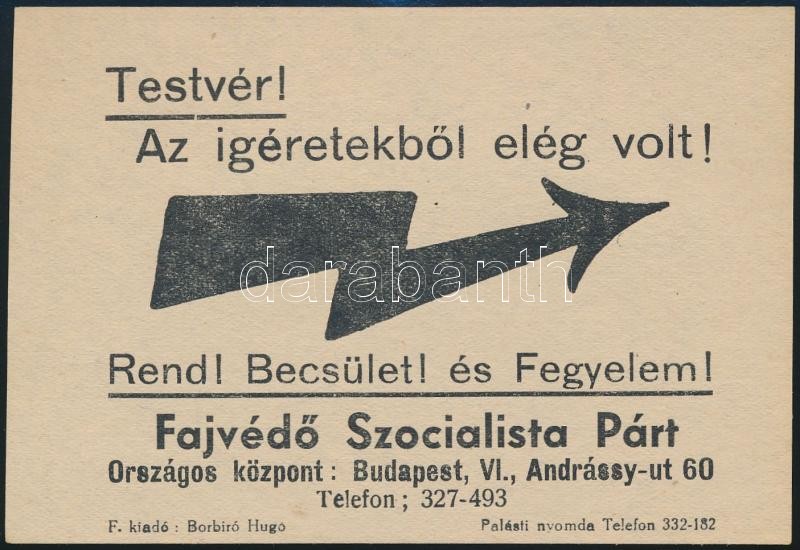 Testvér!
Az igéretekből elég volt!
darabanth
Rend! Becsület! és Fegyelem!
Fajvédő Szocialista Párt
Országos központ: Budapest, VI., Andrássy-ut 60
Telefon; 327-493
F. kiadó: Borbiró Hugó
Palásti nyomda Telefon 332-182